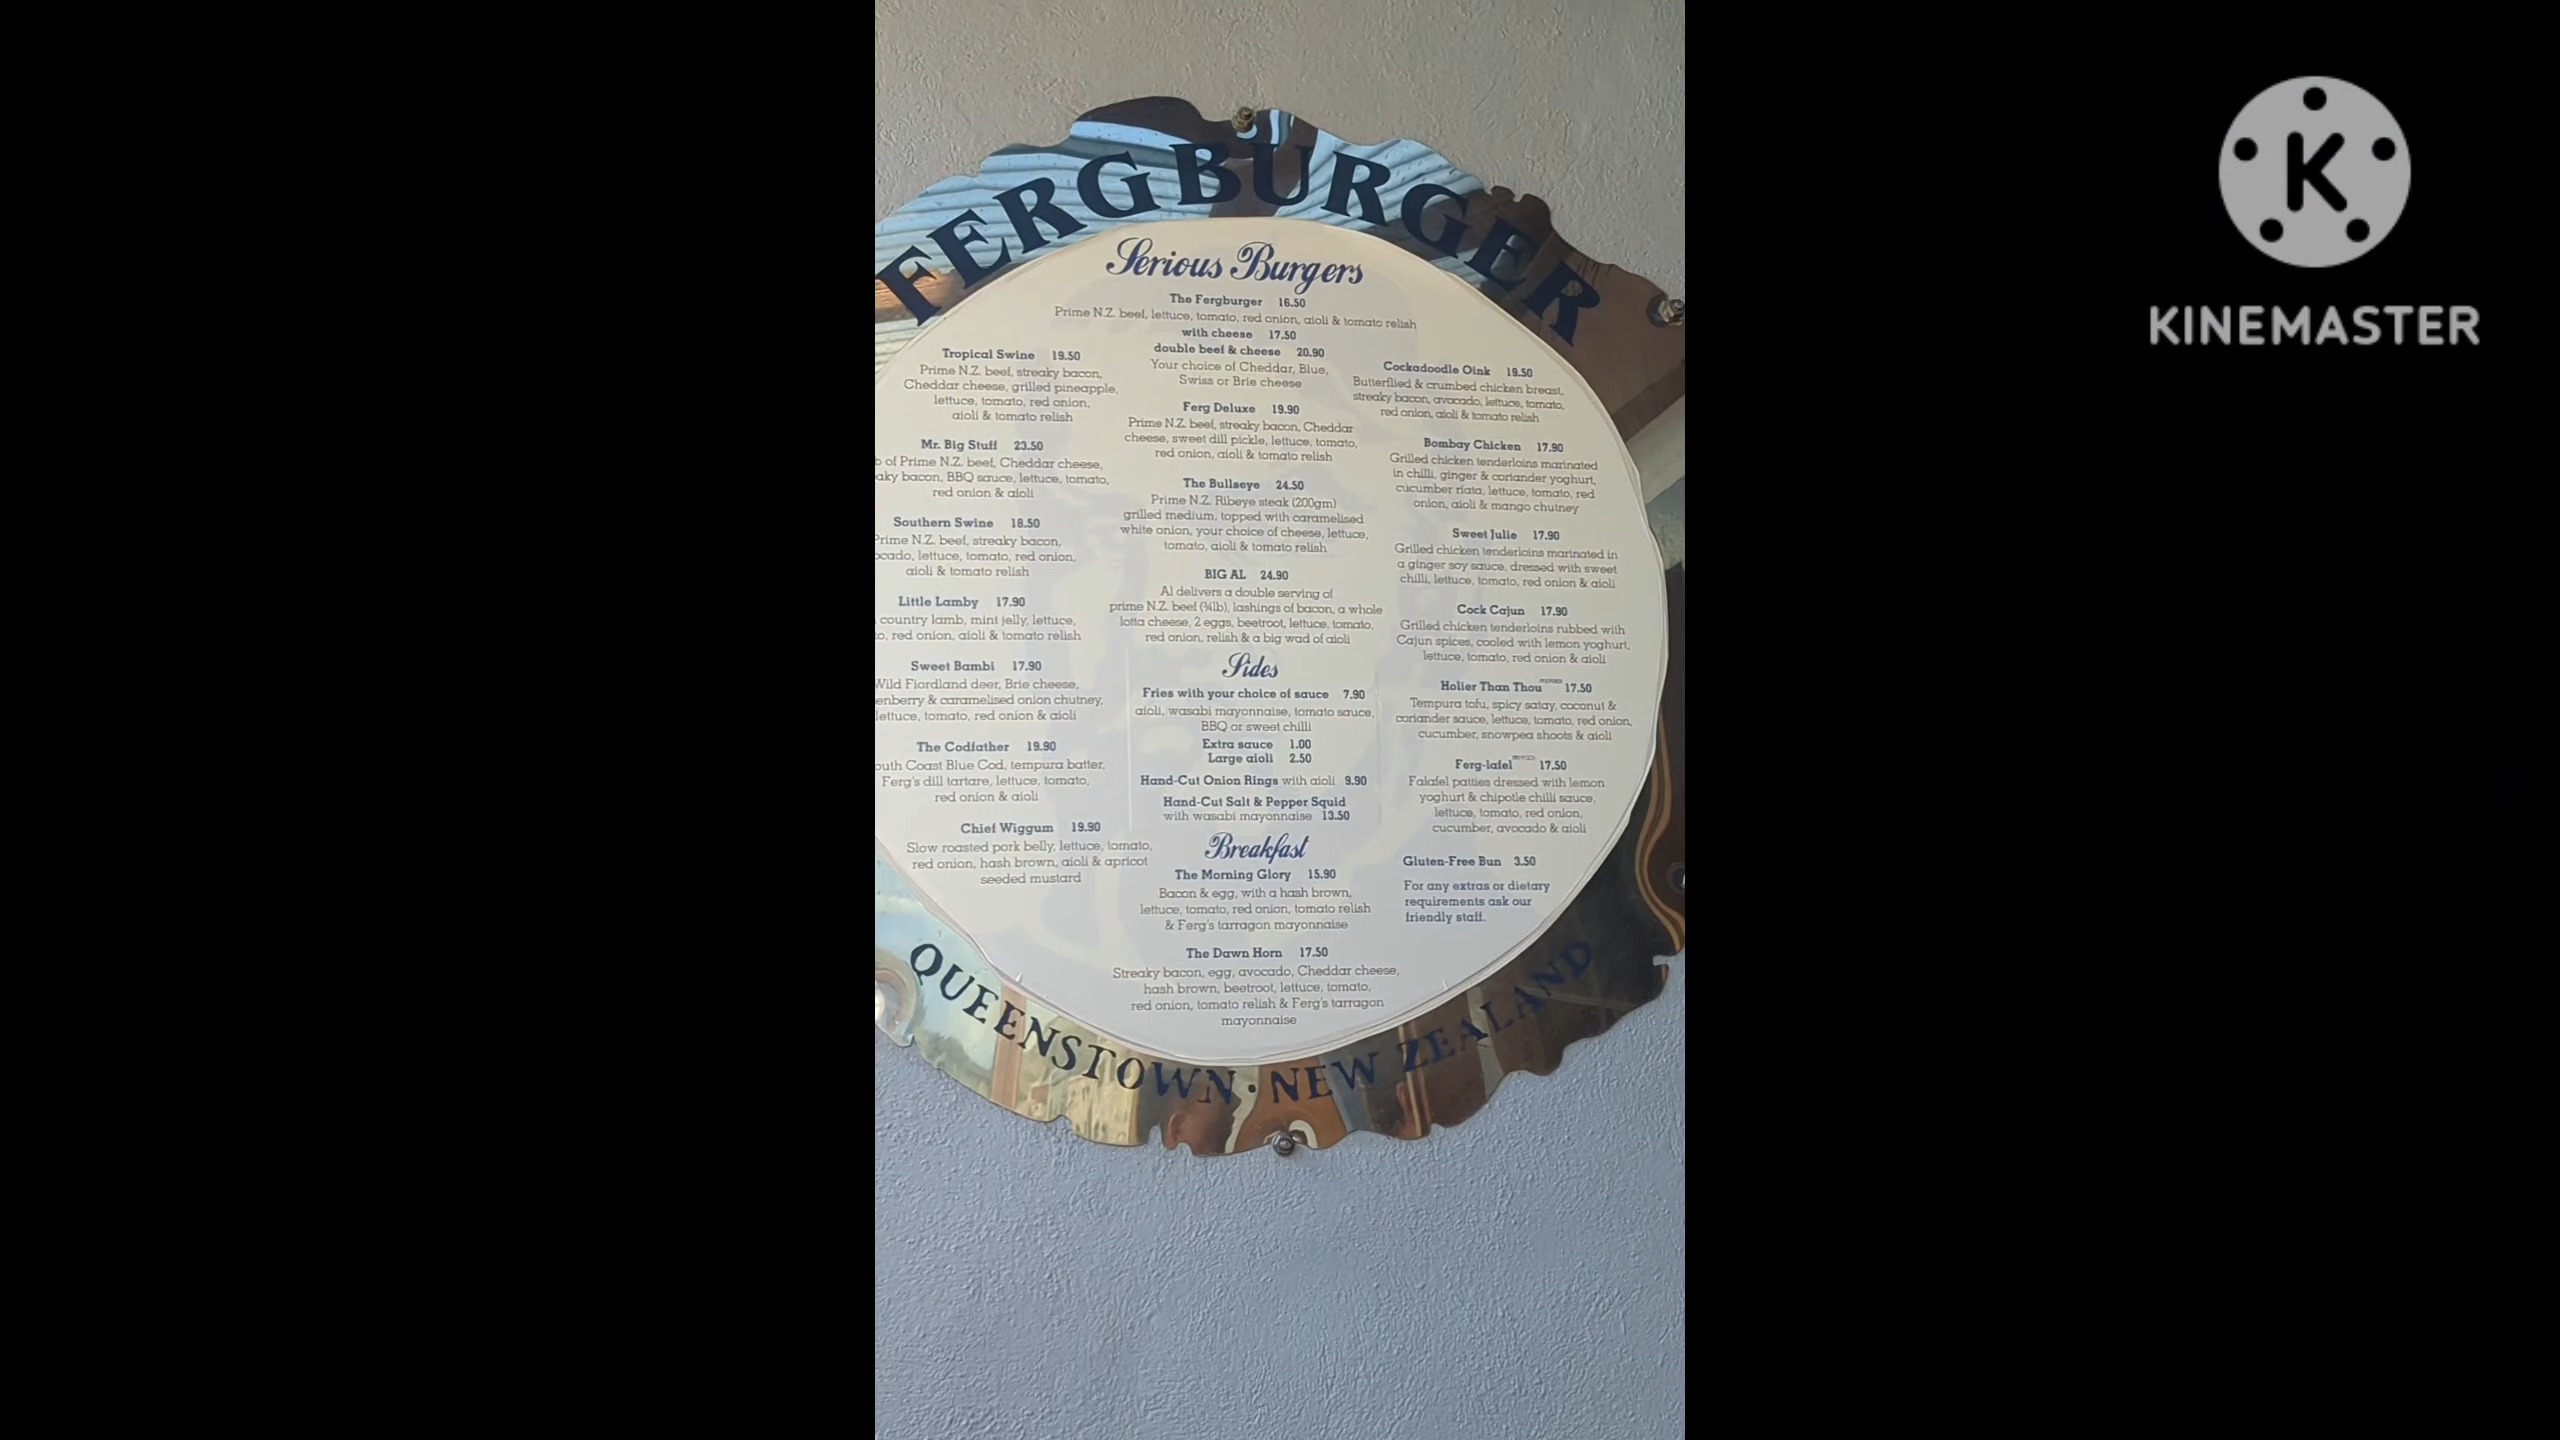 FERGBURGER
Serious Burgers
The Fergburger 16.50
Prime N.Z. beef, lettuce, tomato, red onion, aioli & tomato relish
with cheese 17.50
double beef & cheese 20.90
Your choice of Cheddar, Blue,
Swiss or Brie cheese
Ferg Deluxe 19.90
Prime N.Z. beef, streaky bacon, Cheddar
cheese, sweet dill pickle, lettuce, tomato,
red onion, aioli & tomato relish
The Bullseye 24.50
Prime N.Z. Ribeye steak (200gm)
grilled medium, topped with caramelised
white onion, your choice of cheese, lettuce,
tomato, aioli & tomato relish
BIG AL 24.90
Al delivers a double serving of
prime N.Z. beef (¾lb), lashings of bacon, a whole
lotta cheese, 2 eggs, beetroot, lettuce, tomato,
red onion, relish & a big wad of aioli
Tropical Swine 19.50
Prime N.Z. beef, streaky bacon,
Cheddar cheese, grilled pineapple,
lettuce, tomato, red onion,
aioli & tomato relish
Mr. Big Stuff 23.50
of Prime N.Z. beef, Cheddar cheese,
aky bacon, BBQ sauce, lettuce, tomato,
red onion & aioli
Southern Swine 18.50
Prime N.Z. beef, streaky bacon,
ocado, lettuce, tomato, red onion,
aioli & tomato relish
Little Lamby 17.90
country lamb, mint jelly, lettuce,
o, red onion, aioli & tomato relish
Sweet Bambi 17.90
Wild Fiordland deer, Brie cheese,
enberry & caramelised onion chutney,
lettuce, tomato, red onion & aioli
The Codfather 19.90
outh Coast Blue Cod, tempura batter,
Ferg's dill tartare, lettuce, tomato,
red onion & aioli
Chief Wiggum 19.90
Slow roasted pork belly, lettuce, tomato,
red onion, hash brown, aioli & apricot
seeded mustard
Sides
Fries with your choice of sauce 7.90
aioli, wasabi mayonnaise, tomato sauce,
BBQ or sweet chilli
Extra sauce 1.00
Large aioli 2.50
Hand-Cut Onion Rings with aioli 9.90
Hand-Cut Salt & Pepper Squid
with wasabi mayonnaise 13.50
Breakfast
The Morning Glory 15.90
Bacon & egg, with a hash brown,
lettuce, tomato, red onion, tomato relish
& Ferg's tarragon mayonnaise
The Dawn Horn 17.50
Streaky bacon, egg, avocado, Cheddar cheese,
hash brown, beetroot, lettuce, tomato,
red onion, tomato relish & Ferg's tarragon
mayonnaise
Cockadoodle Oink 19.50
Butterflied & crumbed chicken breast,
streaky bacon, avocado, lettuce, tomato,
red onion, aioli & tomato relish
Bombay Chicken 17.90
Grilled chicken tenderloins marinated
in chilli, ginger & coriander yoghurt,
cucumber riata, lettuce, tomato, red
onion, aioli & mango chutney
Sweet Julie 17.90
Grilled chicken tenderloins marinated in
a ginger soy sauce, dressed with sweet
chilli, lettuce, tomato, red onion & aioli
Cock Cajun 17.90
Grilled chicken tenderloins rubbed with
Cajun spices, cooled with lemon yoghurt,
lettuce, tomato, red onion & aioli
Holier Than Thou 17.50
Tempura tofu, spicy satay, coconut &
coriander sauce, lettuce, tomato, red onion,
cucumber, snowpea shoots & aioli
Ferg-lafel 17.50
Falafel patties dressed with lemon
yoghurt & chipotle chilli sauce,
lettuce, tomato, red onion,
cucumber, avocado & aioli
Gluten-Free Bun 3.50
For any extras or dietary
requirements ask our
friendly staff.
QUEENSTOWN · NEW ZEALAND
K
KINEMASTER